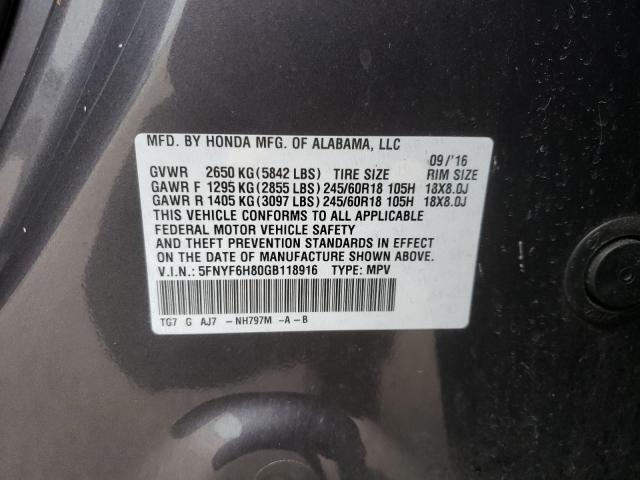 MFD. BY HONDA MFG. OF ALABAMA, LLC
09/'16
GVWR 2650 KG (5842 LBS) TIRE SIZE RIM SIZE
GAWR F 1295 KG (2855 LBS) 245/60R18 105H 18X8.0J
GAWR R 1405 KG (3097 LBS) 245/60R18 105H 18X8.0J
THIS VEHICLE CONFORMS TO ALL APPLICABLE
FEDERAL MOTOR VEHICLE SAFETY
AND THEFT PREVENTION STANDARDS IN EFFECT
ON THE DATE OF MANUFACTURE SHOWN ABOVE.
V.I.N.: 5FNYF6H80GB118916 TYPE: MPV
TG7 G AJ7 -NH797M -A-B